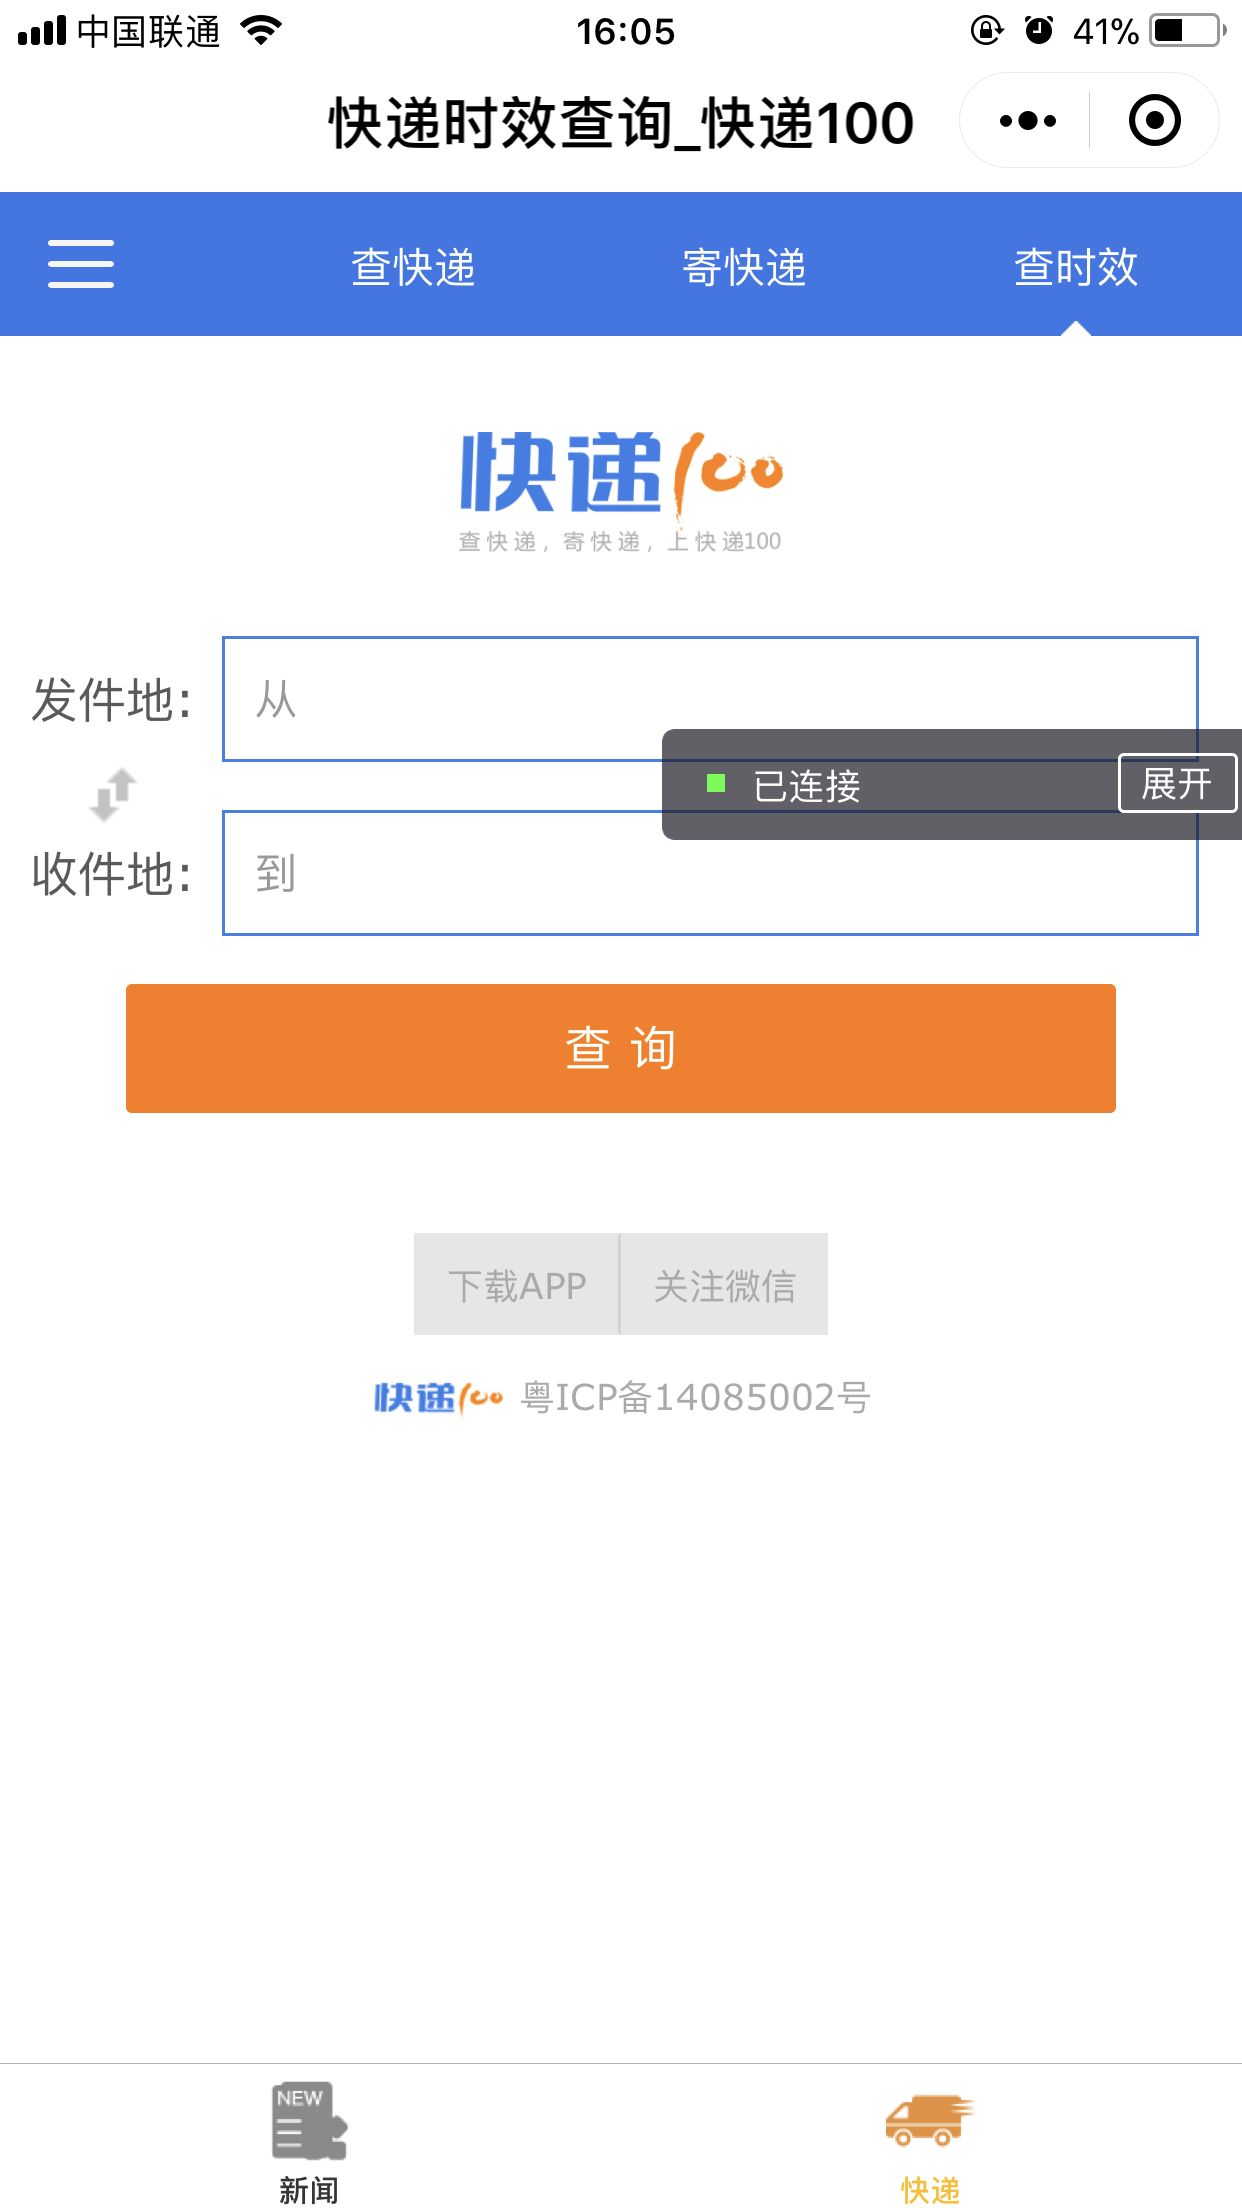 中国联通 16:05 41%
快递时效查询_快递100
查快递 寄快递 查时效
快递100
查快递，寄快递，上快递100
发件地: 从
已连接 展开
收件地: 到
查 询
下载APP 关注微信
快递100 粤ICP备14085002号
NEW
新闻 快递